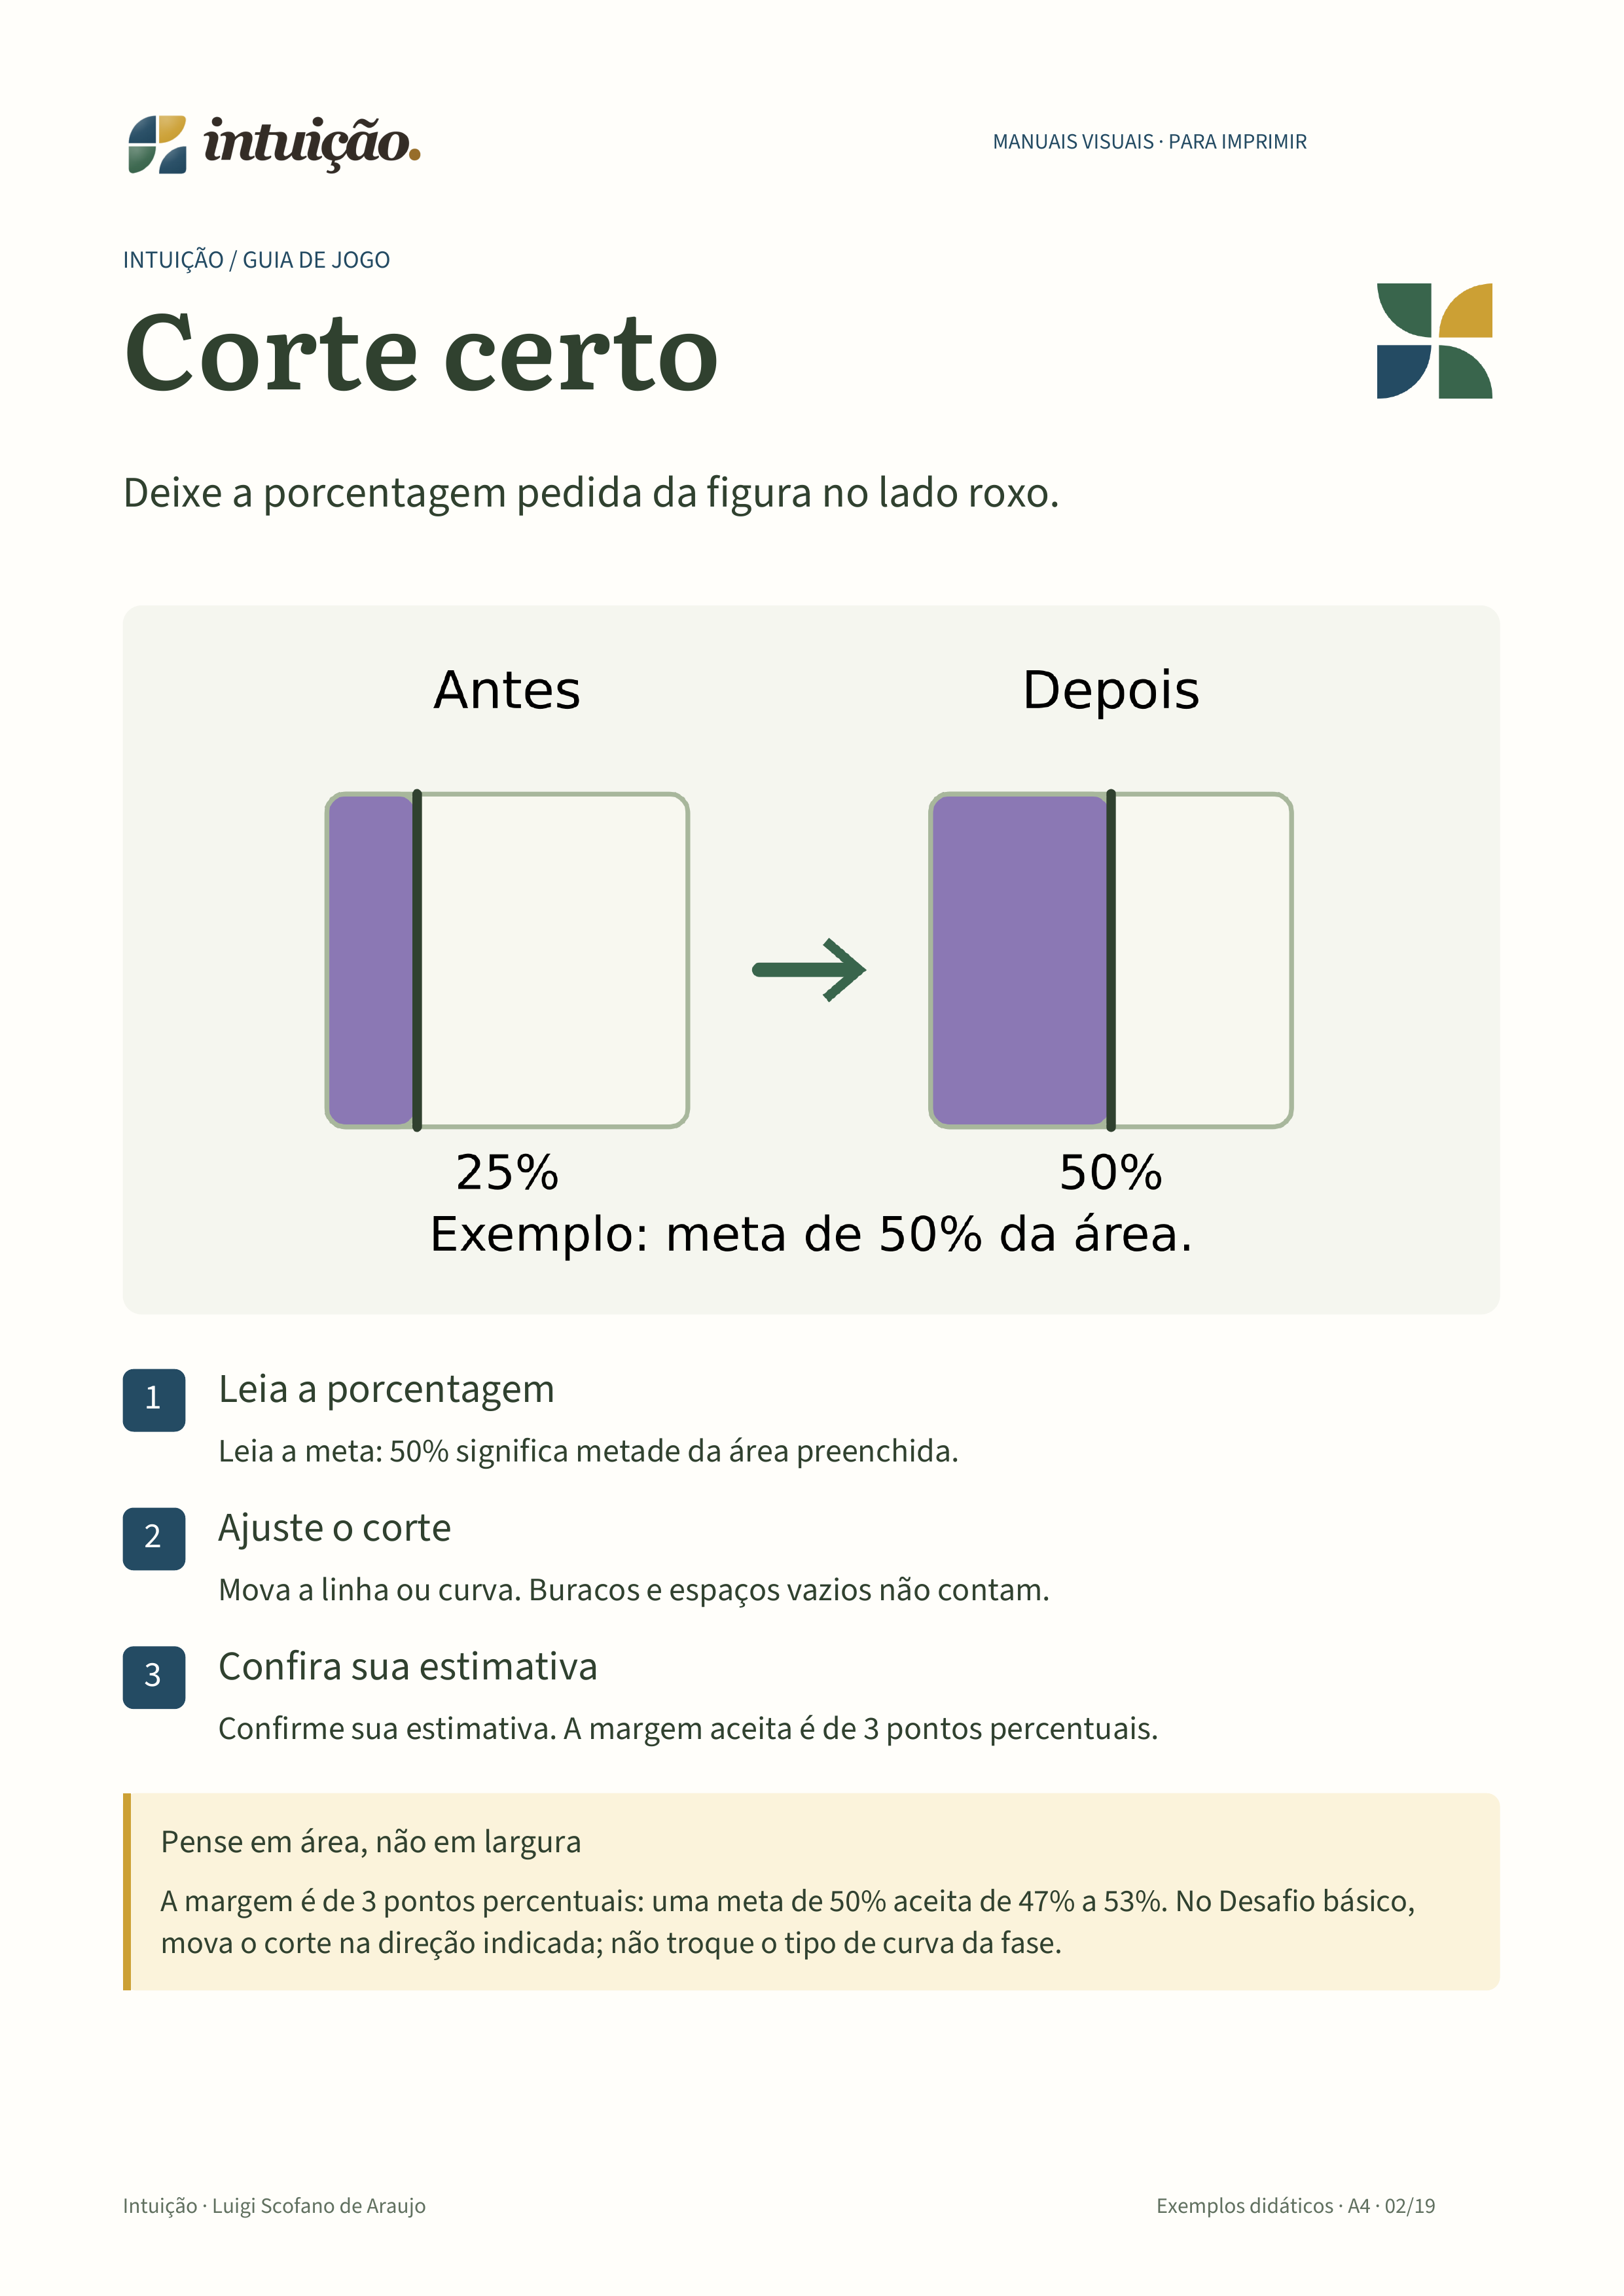 intuição.
MANUAIS VISUAIS · PARA IMPRIMIR
INTUIÇÃO / GUIA DE JOGO
Corte certo
Deixe a porcentagem pedida da figura no lado roxo.
Antes
Depois
25%
50%
Exemplo: meta de 50% da área.
1
Leia a porcentagem
Leia a meta: 50% significa metade da área preenchida.
2
Ajuste o corte
Mova a linha ou curva. Buracos e espaços vazios não contam.
3
Confira sua estimativa
Confirme sua estimativa. A margem aceita é de 3 pontos percentuais.
Pense em área, não em largura
A margem é de 3 pontos percentuais: uma meta de 50% aceita de 47% a 53%. No Desafio básico,
mova o corte na direção indicada; não troque o tipo de curva da fase.
Intuição · Luigi Scofano de Araujo
Exemplos didáticos · A4 · 02/19